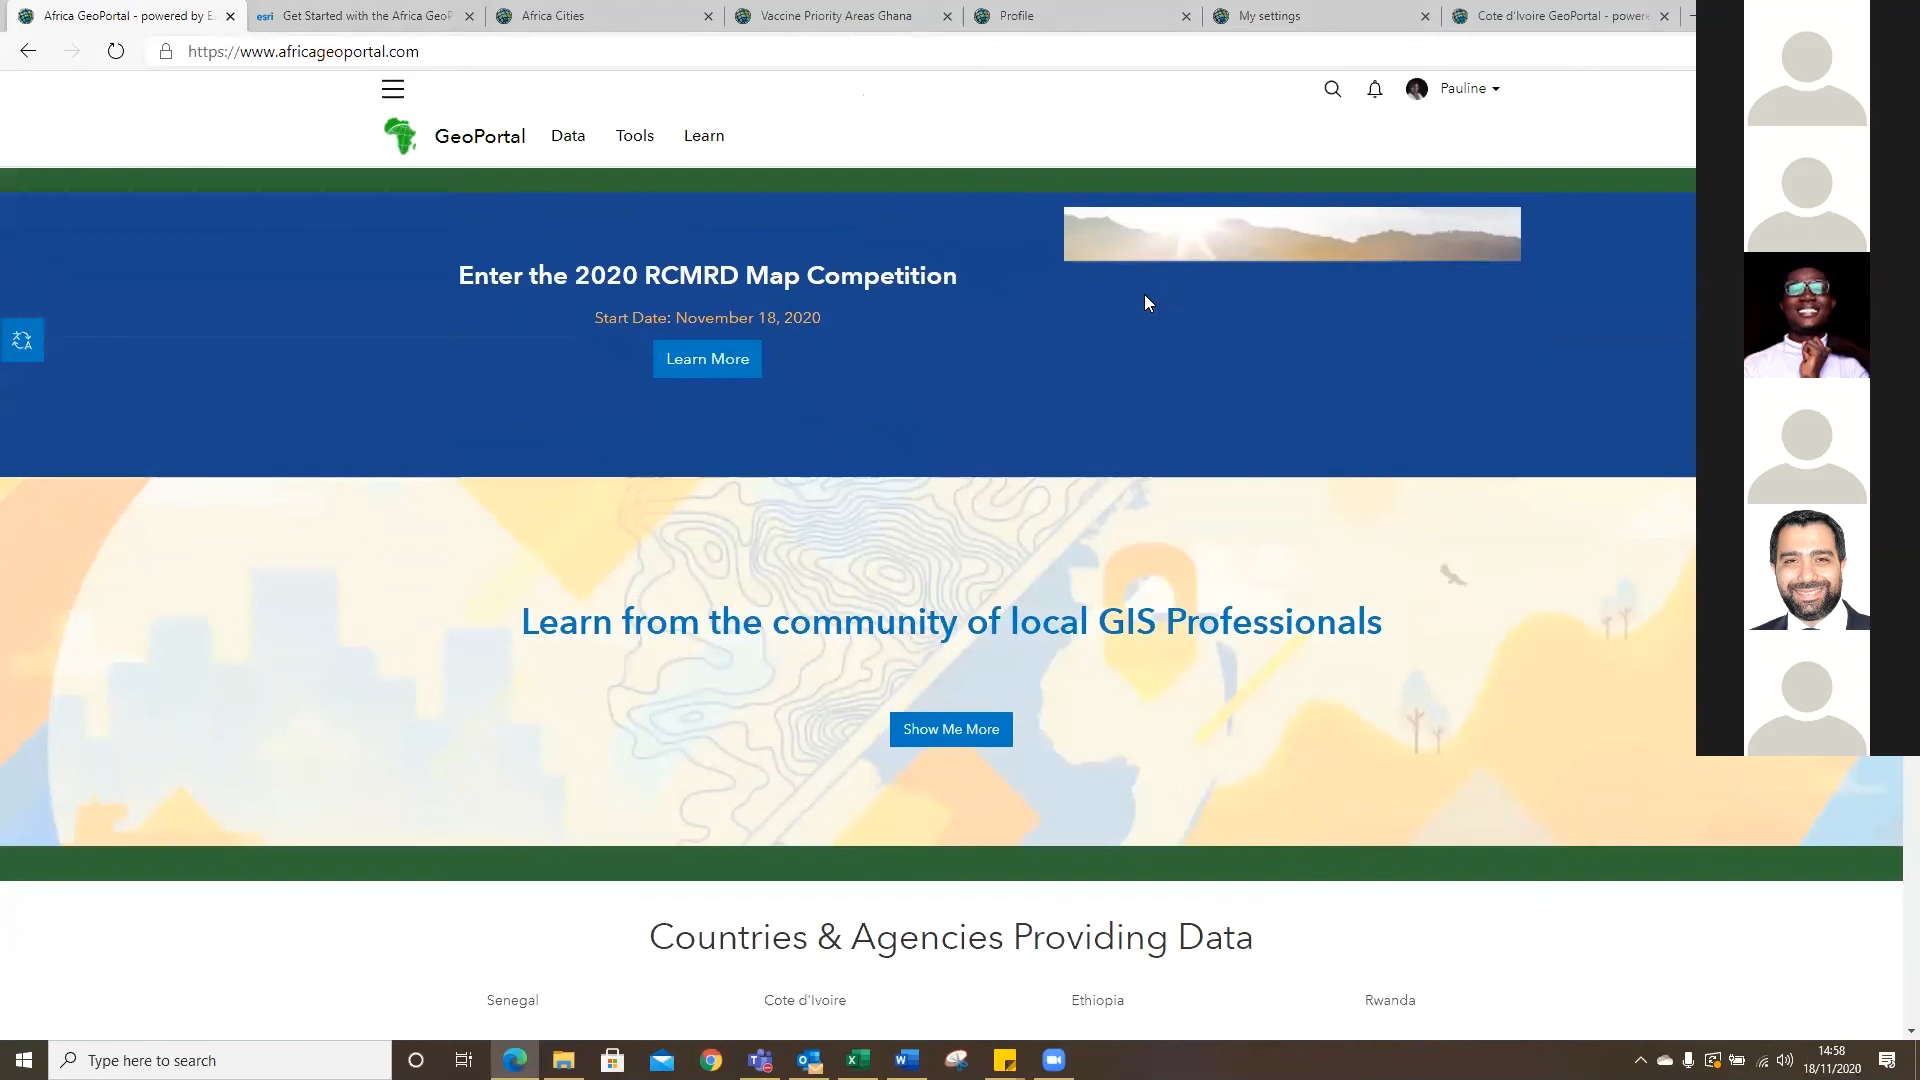 Africa GeoPortal - powered by E
Get Started with the Africa GeoP
Africa Cities
Vaccine Priority Areas Ghana
Profile
My settings
Cote d'Ivoire GeoPortal - powere
https://www.africageoportal.com
Pauline
GeoPortal
Data
Tools
Learn
Enter the 2020 RCMRD Map Competition
Start Date: November 18, 2020
Learn More
Learn from the community of local GIS Professionals
Show Me More
Countries & Agencies Providing Data
Senegal
Cote d'Ivoire
Ethiopia
Rwanda
Type here to search
14:58
18/11/2020